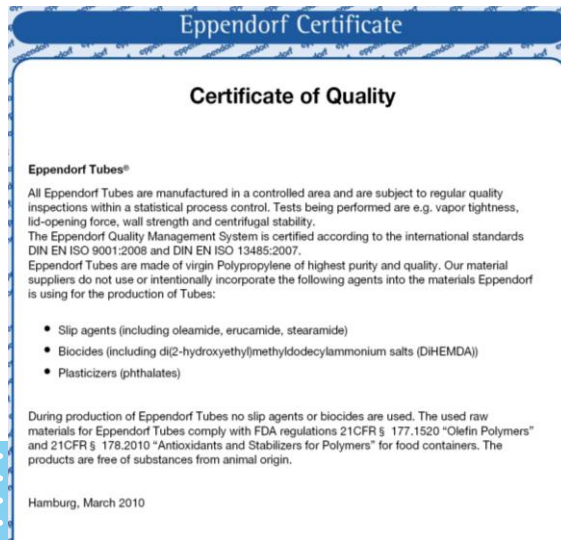 Eppendorf Certificate
Certificate of Quality
Eppendorf Tubes®
All Eppendorf Tubes are manufactured in a controlled area and are subject to regular quality
inspections within a statistical process control. Tests being performed are e.g. vapor tightness,
lid-opening force, wall strength and centrifugal stability.
The Eppendorf Quality Management System is certified according to the international standards
DIN EN ISO 9001:2008 and DIN EN ISO 13485:2007.
Eppendorf Tubes are made of virgin Polypropylene of highest purity and quality. Our material
suppliers do not use or intentionally incorporate the following agents into the materials Eppendorf
is using for the production of Tubes:
• Slip agents (including oleamide, erucamide, stearamide)
• Biocides (including di(2-hydroxyethyl)methyldodecylammonium salts (DiHEMDA))
• Plasticizers (phthalates)
During production of Eppendorf Tubes no slip agents or biocides are used. The used raw
materials for Eppendorf Tubes comply with FDA regulations 21CFR § 177.1520 “Olefin Polymers”
and 21CFR § 178.2010 “Antioxidants and Stabilizers for Polymers” for food containers. The
products are free of substances from animal origin.
Hamburg, March 2010